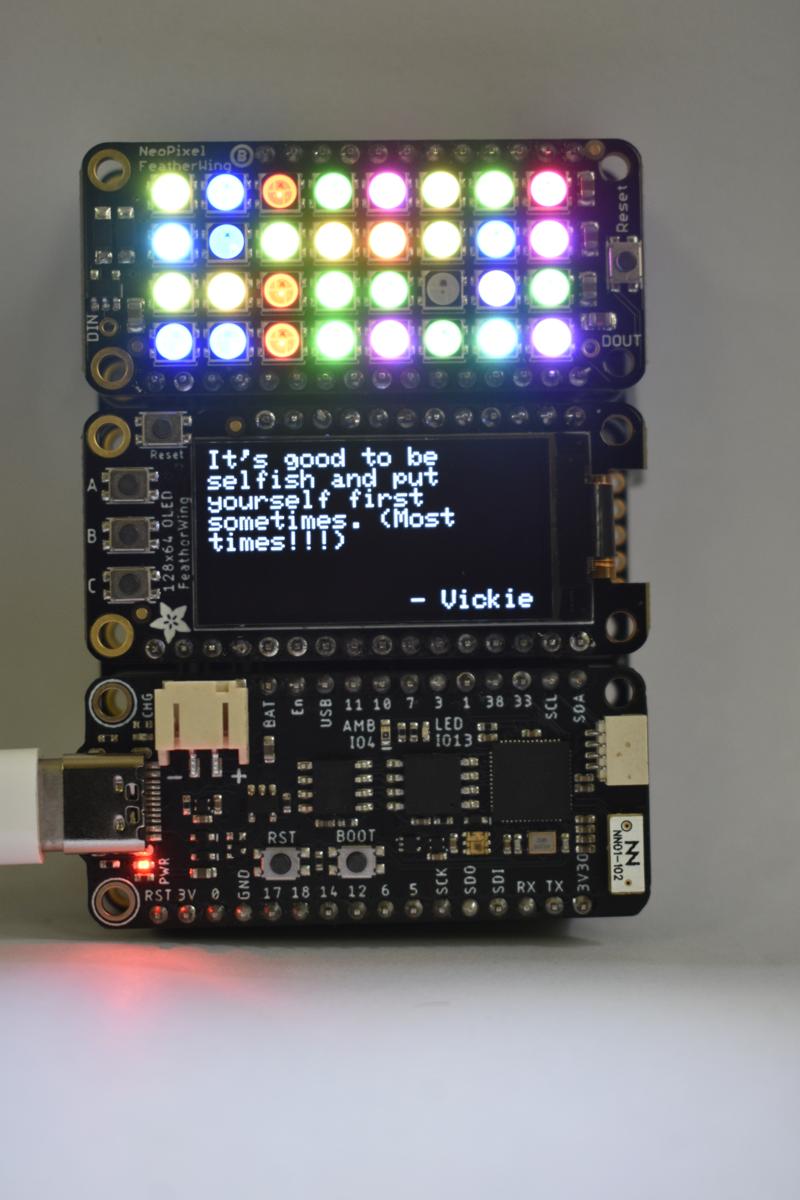 NeoPixel
FeatherWing B
Reset
DIN
DOUT
Reset
A
B
C
128x64 OLED
FeatherWing
It's good to be
selfish and put
yourself first
sometimes. (Most
times!!!)
- Vickie
CHG
BAT En USB 11 10 7 3 1 38 33 SCL SDA
AMB
IO4
LED
IO13
- +
RST BOOT
PWR
NN
NN01-102
RST 3V 0 GND 17 18 14 12 6 5 SCK SDO SDI RX TX 3V3O